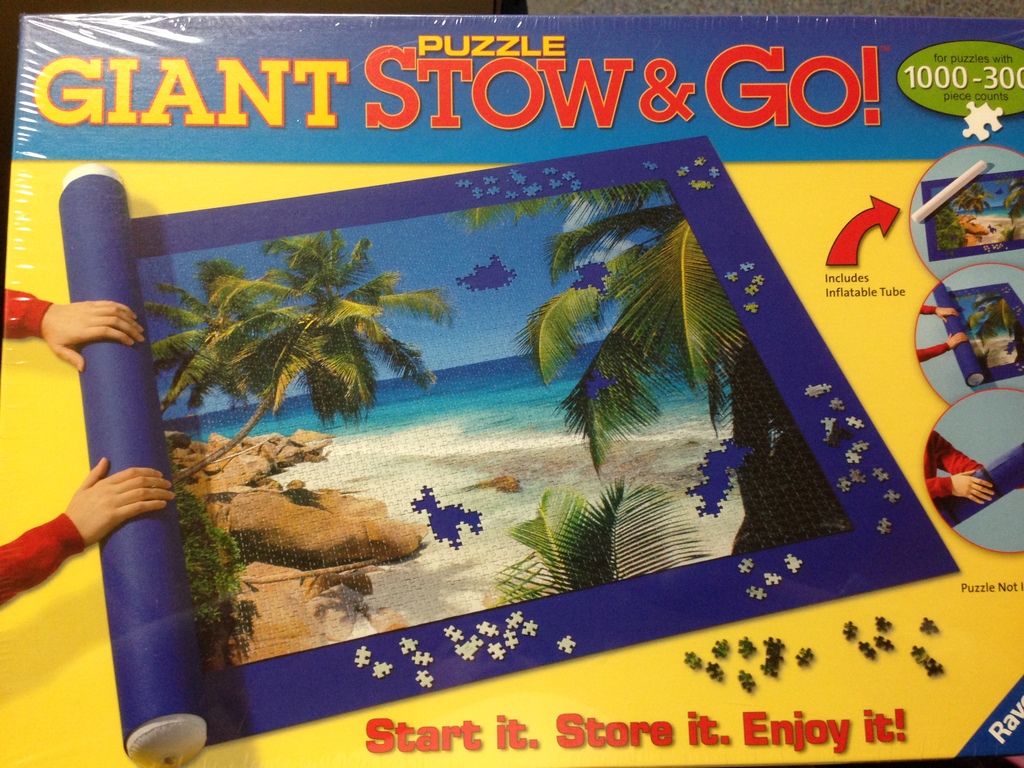 PUZZLE
GIANT STOW & GO!™
for puzzles with
1000-300
piece counts
Includes
Inflatable Tube
Puzzle Not I
Rav
Start it. Store it. Enjoy it!